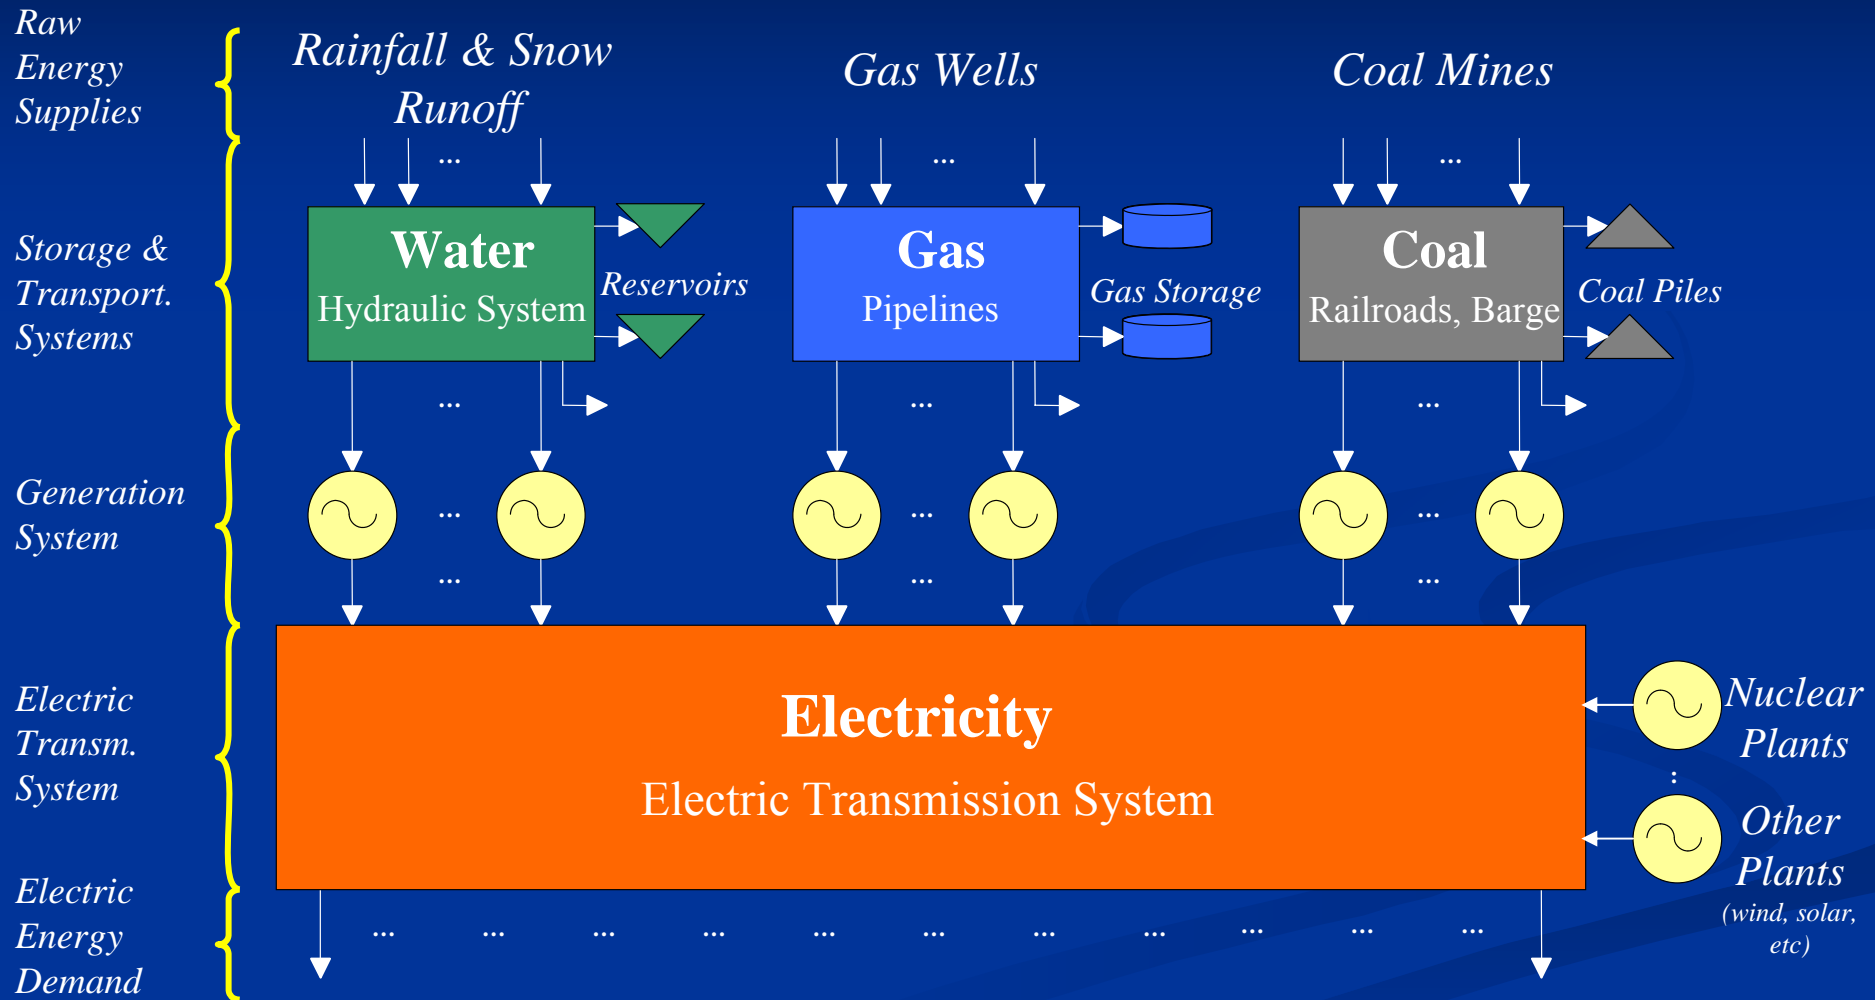 Raw
Energy
Supplies
Rainfall & Snow
Runoff
Gas Wells
Coal Mines
...
...
...
Storage &
Transport.
Systems
Water
Hydraulic System
Reservoirs
Gas
Pipelines
Gas Storage
Coal
Railroads, Barge
Coal Piles
...
...
...
Generation
System
...
...
...
...
...
...
Electric
Transm.
System
Electricity
Electric Transmission System
Nuclear
Plants
:
Other
Plants
(wind, solar,
etc)
Electric
Energy
Demand
... ... ... ... ... ... ... ... ... ... ...